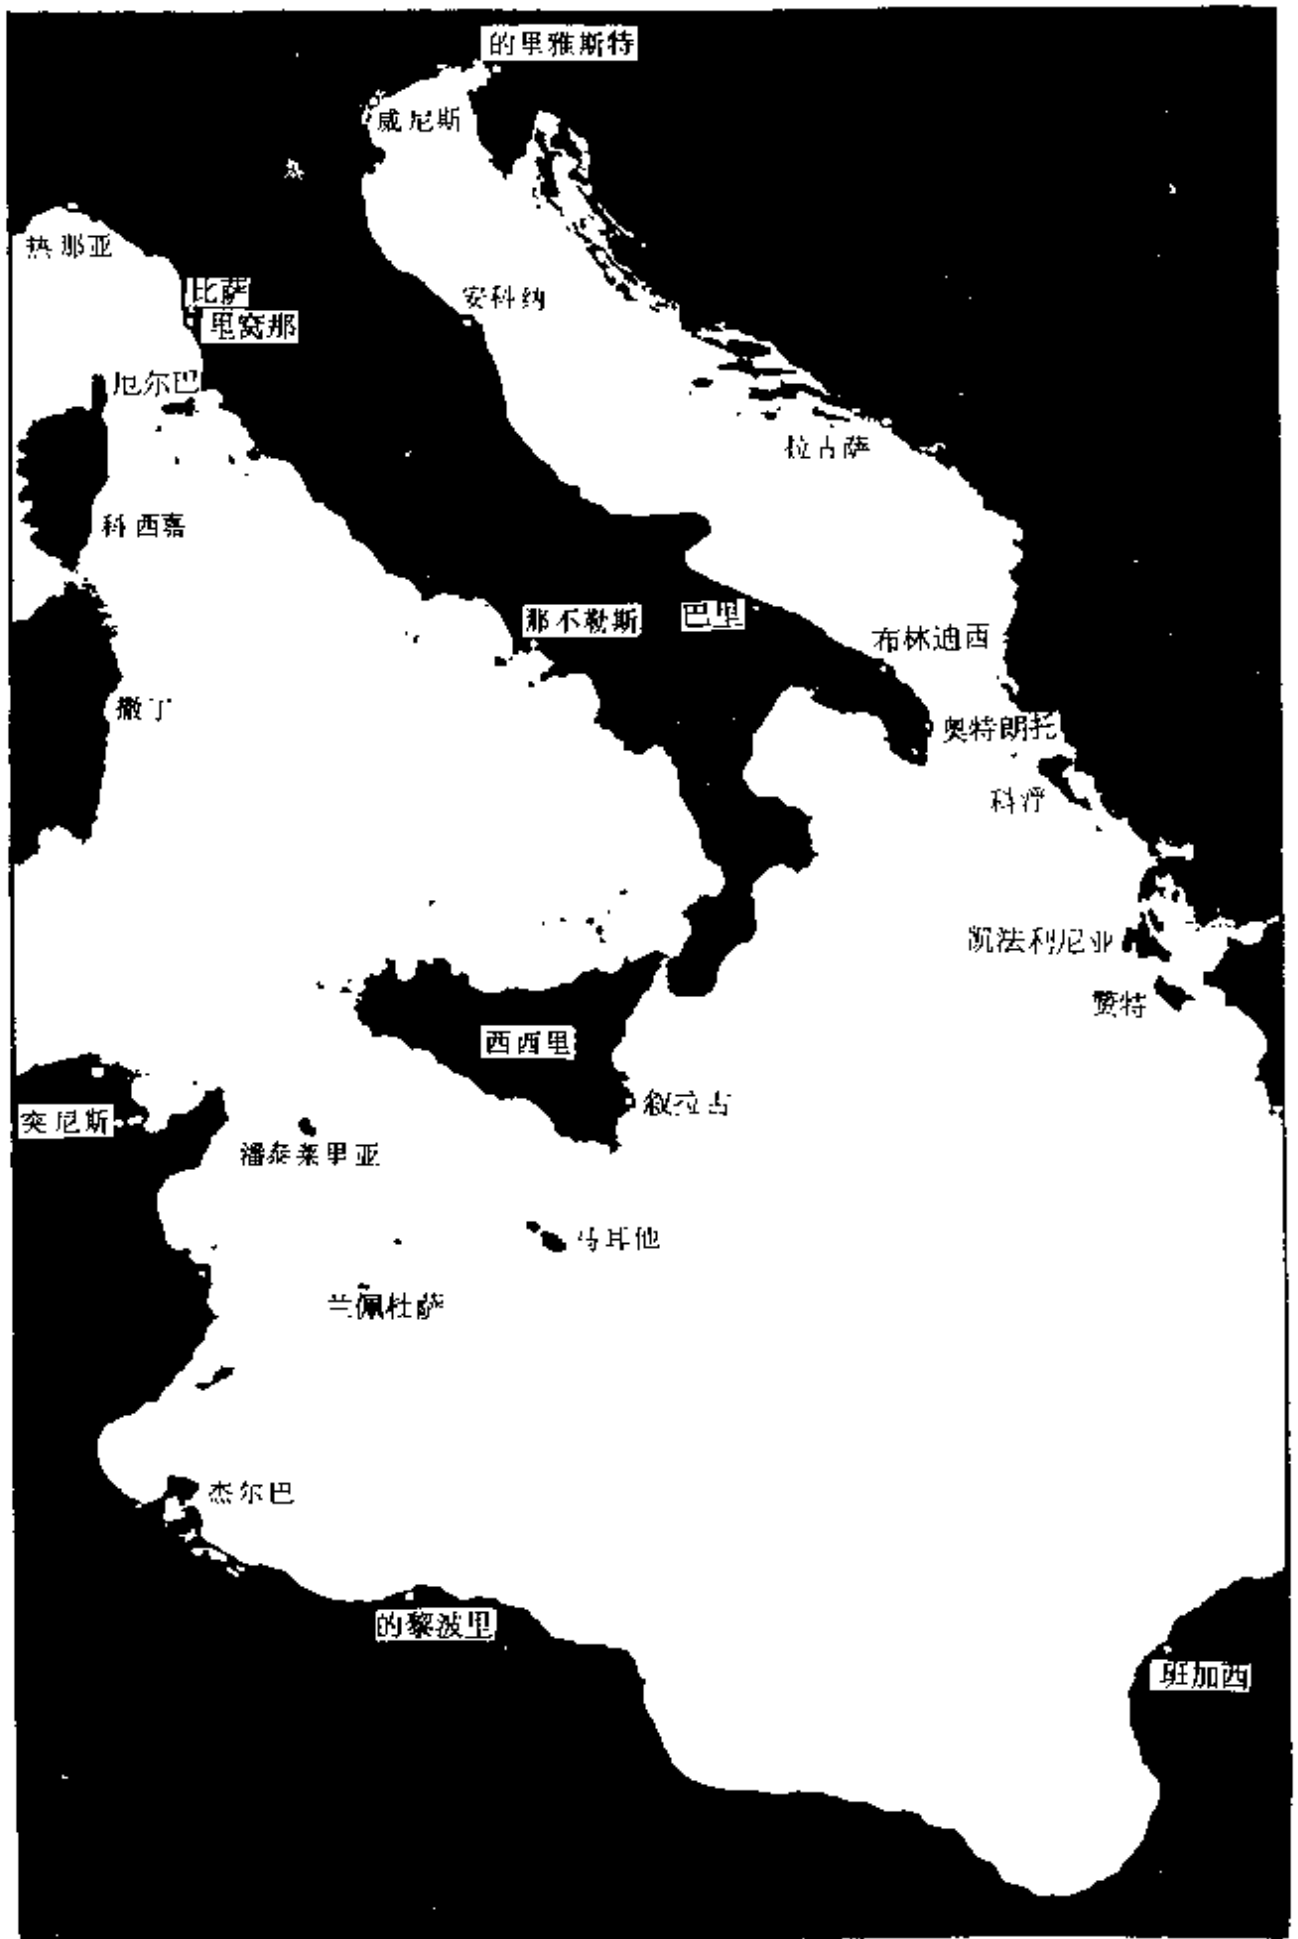 的里雅斯特
威尼斯
热那亚
比萨
里窝那
安科纳
厄尔巴
拉古萨
科西嘉
那不勒斯
巴里
布林迪西
撒丁
奥特朗托
科浮
凯法利尼亚
赞特
西西里
叙拉古
突尼斯
潘泰莱里亚
马耳他
兰佩杜萨
杰尔巴
的黎波里
班加西